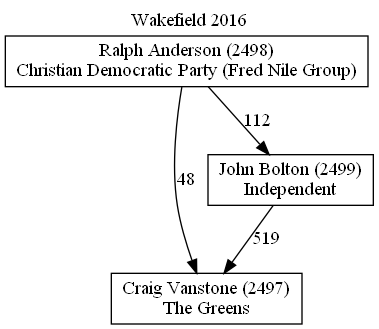 Wakefield 2016
Ralph Anderson (2498)
Christian Democratic Party (Fred Nile Group)
112
John Bolton (2499)
Independent
48
519
Craig Vanstone (2497)
The Greens